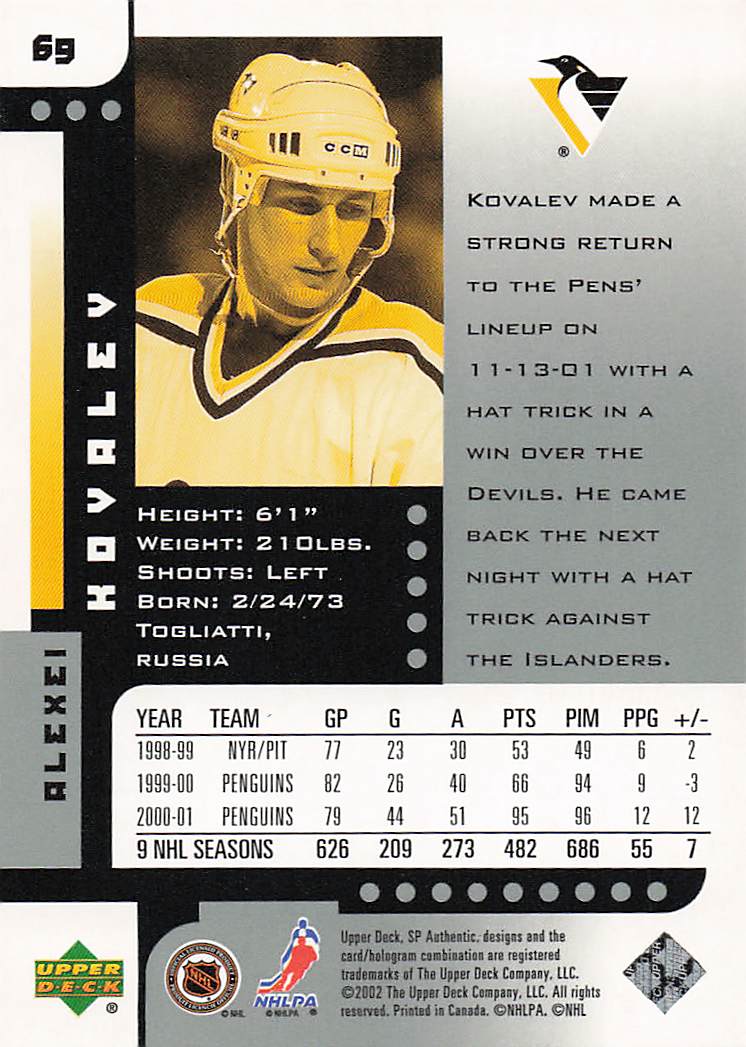 69
CCM
KOVALEV
ALEXEI
®
KOVALEV MADE A
STRONG RETURN
TO THE PENS'
LINEUP ON
11-13-01 WITH A
HAT TRICK IN A
WIN OVER THE
DEVILS. HE CAME
BACK THE NEXT
NIGHT WITH A HAT
TRICK AGAINST
THE ISLANDERS.
HEIGHT: 6'1"
WEIGHT: 210LBS.
SHOOTS: LEFT
BORN: 2/24/73
TOGLIATTI,
RUSSIA
YEAR TEAM GP G A PTS PIM PPG +/-
1998-99 NYR/PIT 77 23 30 53 49 6 2
1999-00 PENGUINS 82 26 40 66 94 9 -3
2000-01 PENGUINS 79 44 51 95 96 12 12
9 NHL SEASONS 626 209 273 482 686 55 7
UPPER
D·E·C·K
®
NHL
© NHL
NHLPA
© NHLPA ®
Upper Deck, SP Authentic, designs and the
card/hologram combination are registered
trademarks of The Upper Deck Company, LLC.
©2002 The Upper Deck Company, LLC. All rights
reserved. Printed in Canada. ©NHLPA. ©NHL
UPPER